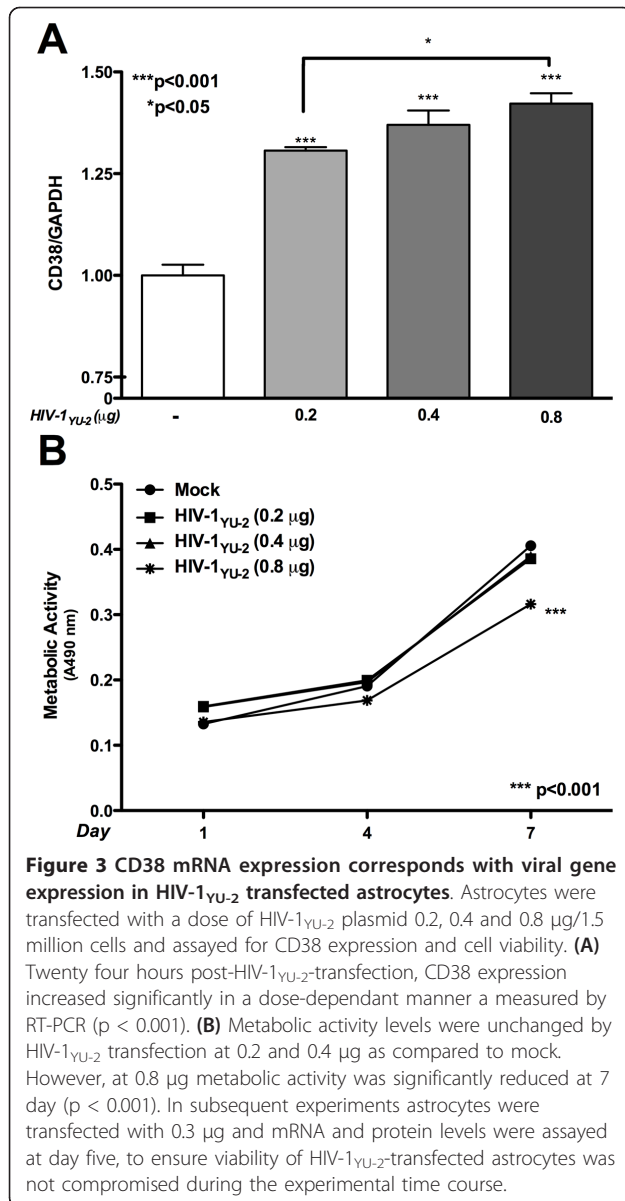 A
*
1.50
***p<0.001
*p<0.05
***
***
***
1.25
1.00
0.75
0
CD38/GAPDH
HIV-1YU-2 (µg)
-
0.2
0.4
0.8
B
0.5
Mock
HIV-1YU-2 (0.2 µg)
HIV-1YU-2 (0.4 µg)
HIV-1YU-2 (0.8 µg)
0.4
0.3
0.2
0.1
0.0
Metabolic Activity
(A490 nm)
***
*** p<0.001
Day
1
4
7
Figure 3 CD38 mRNA expression corresponds with viral gene
expression in HIV-1YU-2 transfected astrocytes. Astrocytes were
transfected with a dose of HIV-1YU-2 plasmid 0.2, 0.4 and 0.8 µg/1.5
million cells and assayed for CD38 expression and cell viability. (A)
Twenty four hours post-HIV-1YU-2-transfection, CD38 expression
increased significantly in a dose-dependant manner a measured by
RT-PCR (p < 0.001). (B) Metabolic activity levels were unchanged by
HIV-1YU-2 transfection at 0.2 and 0.4 µg as compared to mock.
However, at 0.8 µg metabolic activity was significantly reduced at 7
day (p < 0.001). In subsequent experiments astrocytes were
transfected with 0.3 µg and mRNA and protein levels were assayed
at day five, to ensure viability of HIV-1YU-2-transfected astrocytes was
not compromised during the experimental time course.